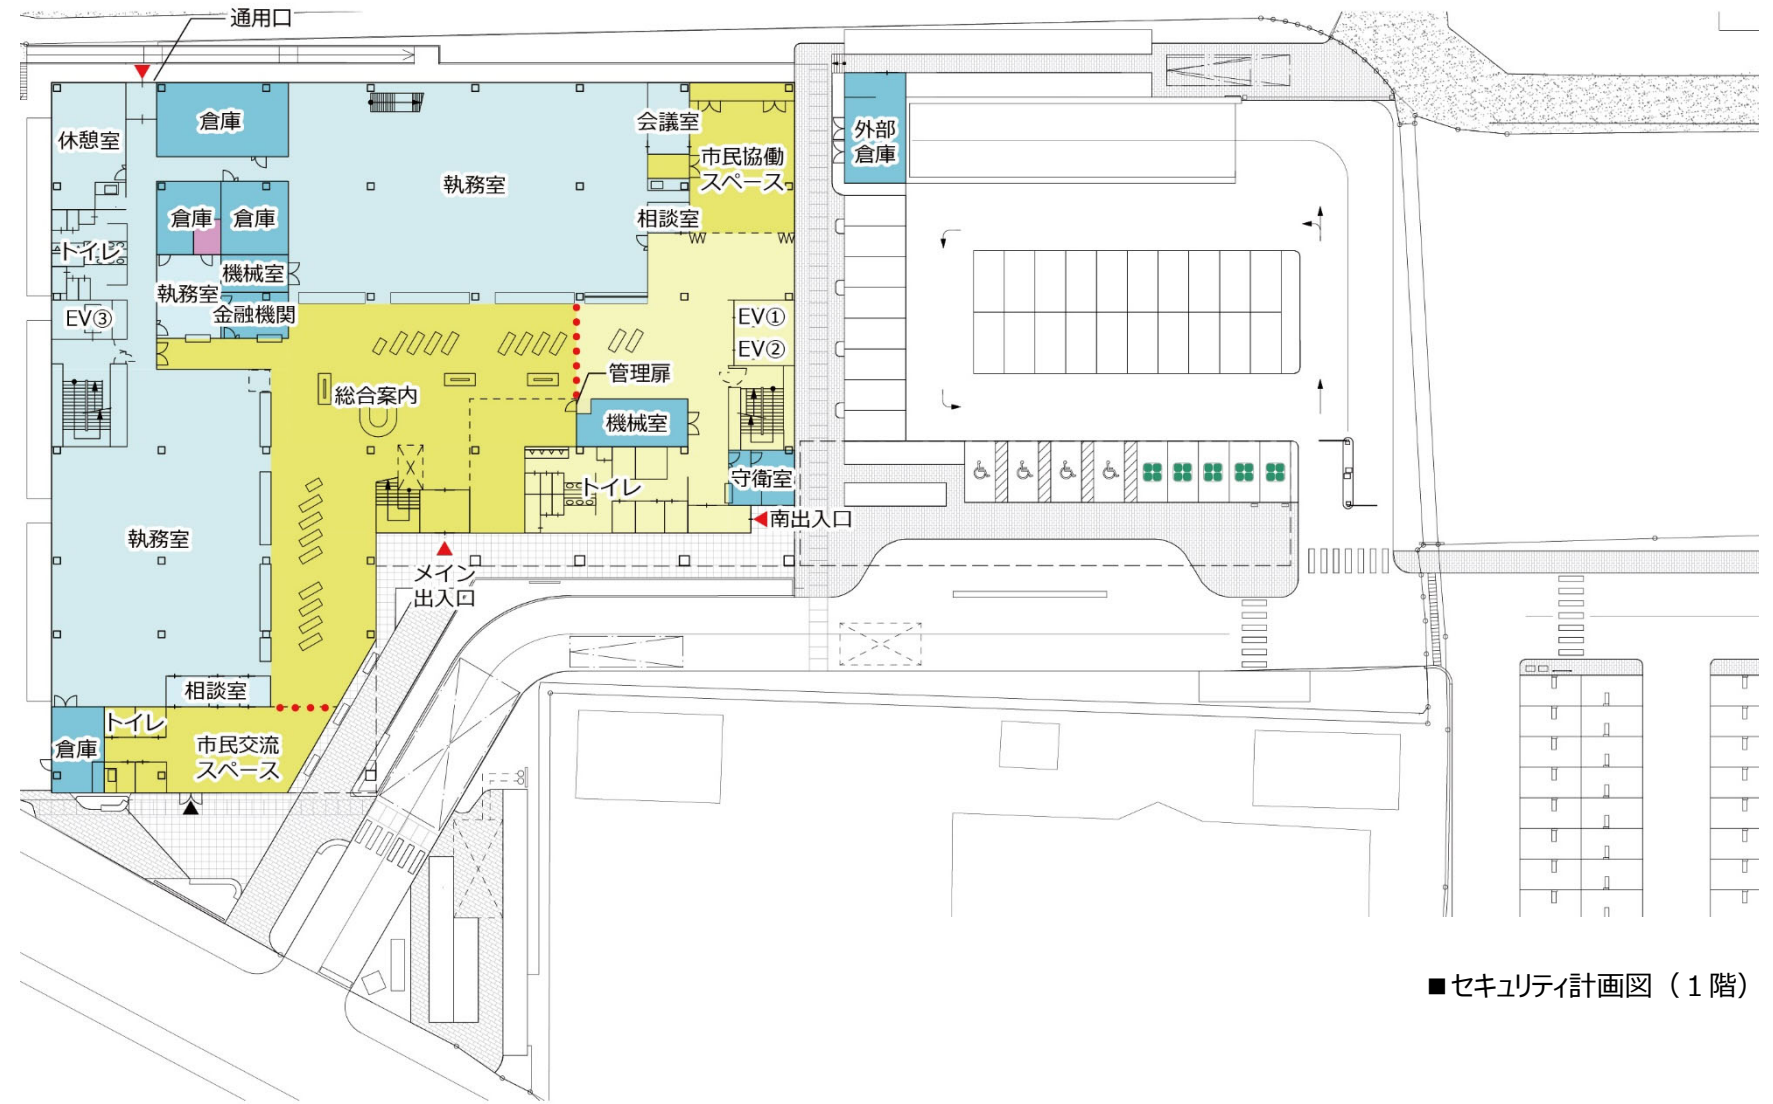 通用口
休憩室
倉庫
会議室
市民協働
スペース
外部
倉庫
執務室
倉庫
倉庫
相談室
トイレ
機械室
執務室
金融機関
EV③
EV①
EV②
管理扉
総合案内
機械室
トイレ
守衛室
南出入口
執務室
メイン
出入口
相談室
トイレ
倉庫
市民交流
スペース
■セキュリティ計画図（１階）